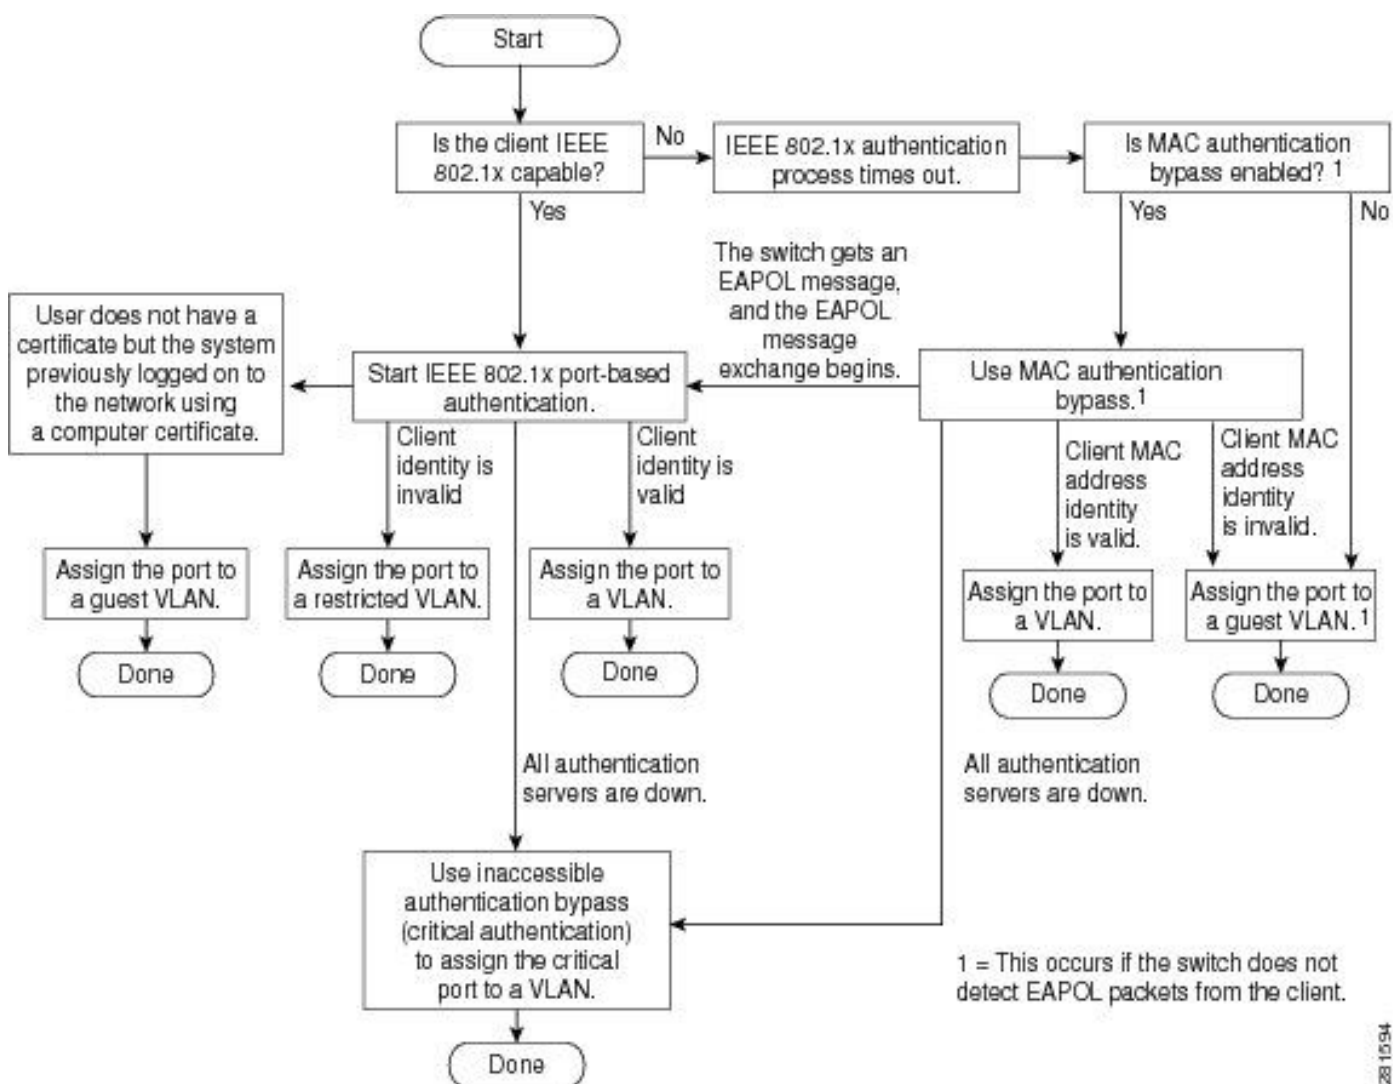 Start
Is the client IEEE
802.1x capable?
No
IEEE 802.1x authentication
process times out.
Is MAC authentication
bypass enabled? 1
Yes
Yes
No
The switch gets an
EAPOL message,
and the EAPOL
message
exchange begins.
User does not have a
certificate but the system
previously logged on to
the network using
a computer certificate.
Start IEEE 802.1x port-based
authentication.
Use MAC authentication
bypass.1
Client
identity is
invalid
Client
identity is
valid
Client MAC
address
identity
is valid.
Client MAC
address
identity
is invalid.
Assign the port to
a guest VLAN.
Assign the port to
a restricted VLAN.
Assign the port to
a VLAN.
Assign the port to
a VLAN.
Assign the port to
a guest VLAN.1
Done
Done
Done
Done
Done
All authentication
servers are down.
All authentication
servers are down.
Use inaccessible
authentication bypass
(critical authentication)
to assign the critical
port to a VLAN.
1 = This occurs if the switch does not
detect EAPOL packets from the client.
Done
281594